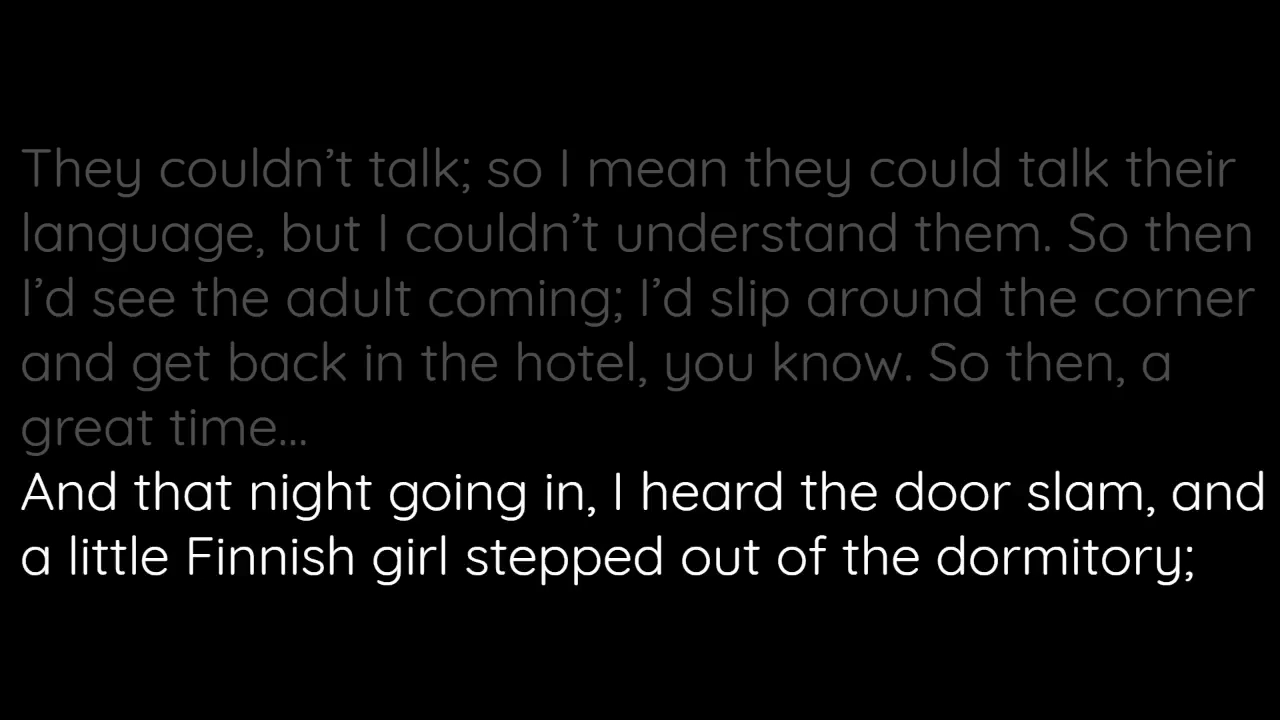 They couldn’t talk; so I mean they could talk their
language, but I couldn’t understand them. So then
I’d see the adult coming; I’d slip around the corner
and get back in the hotel, you know. So then, a
great time...
And that night going in, I heard the door slam, and
a little Finnish girl stepped out of the dormitory;